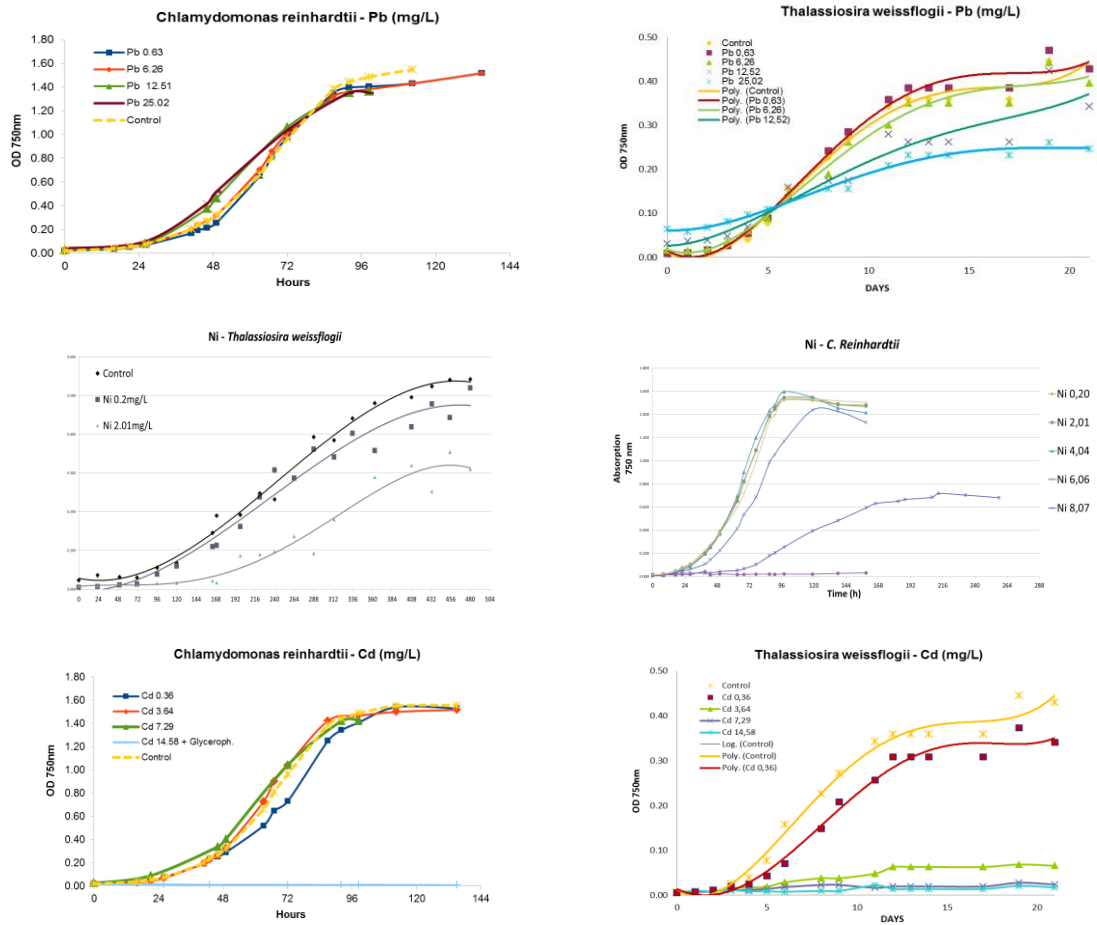 Chlamydomonas reinhardtii - Pb (mg/L)
1.80
1.60
1.40
1.20
1.00
0.80
0.60
0.40
0.20
0.00
OD 750nm
Pb 0.63
Pb 6.26
Pb 12.51
Pb 25.02
Control
0 24 48 72 96 120 144
Hours
Thalassiosira weissflogii - Pb (mg/L)
0.50
0.40
0.30
0.20
0.10
0.00
OD 750nm
Control
Pb 0,63
Pb 6,26
Pb 12,52
Pb 25,02
Poly. (Control)
Poly. (Pb 0,63)
Poly. (Pb 6,26)
Poly. (Pb 12,52)
0 5 10 15 20
DAYS
Ni - Thalassiosira weissflogii
Control
Ni 0.2mg/L
Ni 2.01mg/L
0 24 48 72 96 120 144 168 192 216 240 264 288 312 336 360 384 408 432 456 480 504
Ni - C. Reinhardtii
Absorption
750 nm
Ni 0,20
Ni 2,01
Ni 4,04
Ni 6,06
Ni 8,07
0 24 48 72 96 120 144 168 192 216 240 264 288
Time (h)
Chlamydomonas reinhardtii - Cd (mg/L)
1.80
1.60
1.40
1.20
1.00
0.80
0.60
0.40
0.20
0.00
OD 750nm
Cd 0.36
Cd 3.64
Cd 7.29
Cd 14.58 + Glyceroph.
Control
0 24 48 72 96 120 144
Hours
Thalassiosira weissflogii - Cd (mg/L)
0.50
0.40
0.30
0.20
0.10
0.00
OD 750nm
Control
Cd 0,36
Cd 3,64
Cd 7,29
Cd 14,58
Log. (Control)
Poly. (Control)
Poly. (Cd 0,36)
0 5 10 15 20
DAYS